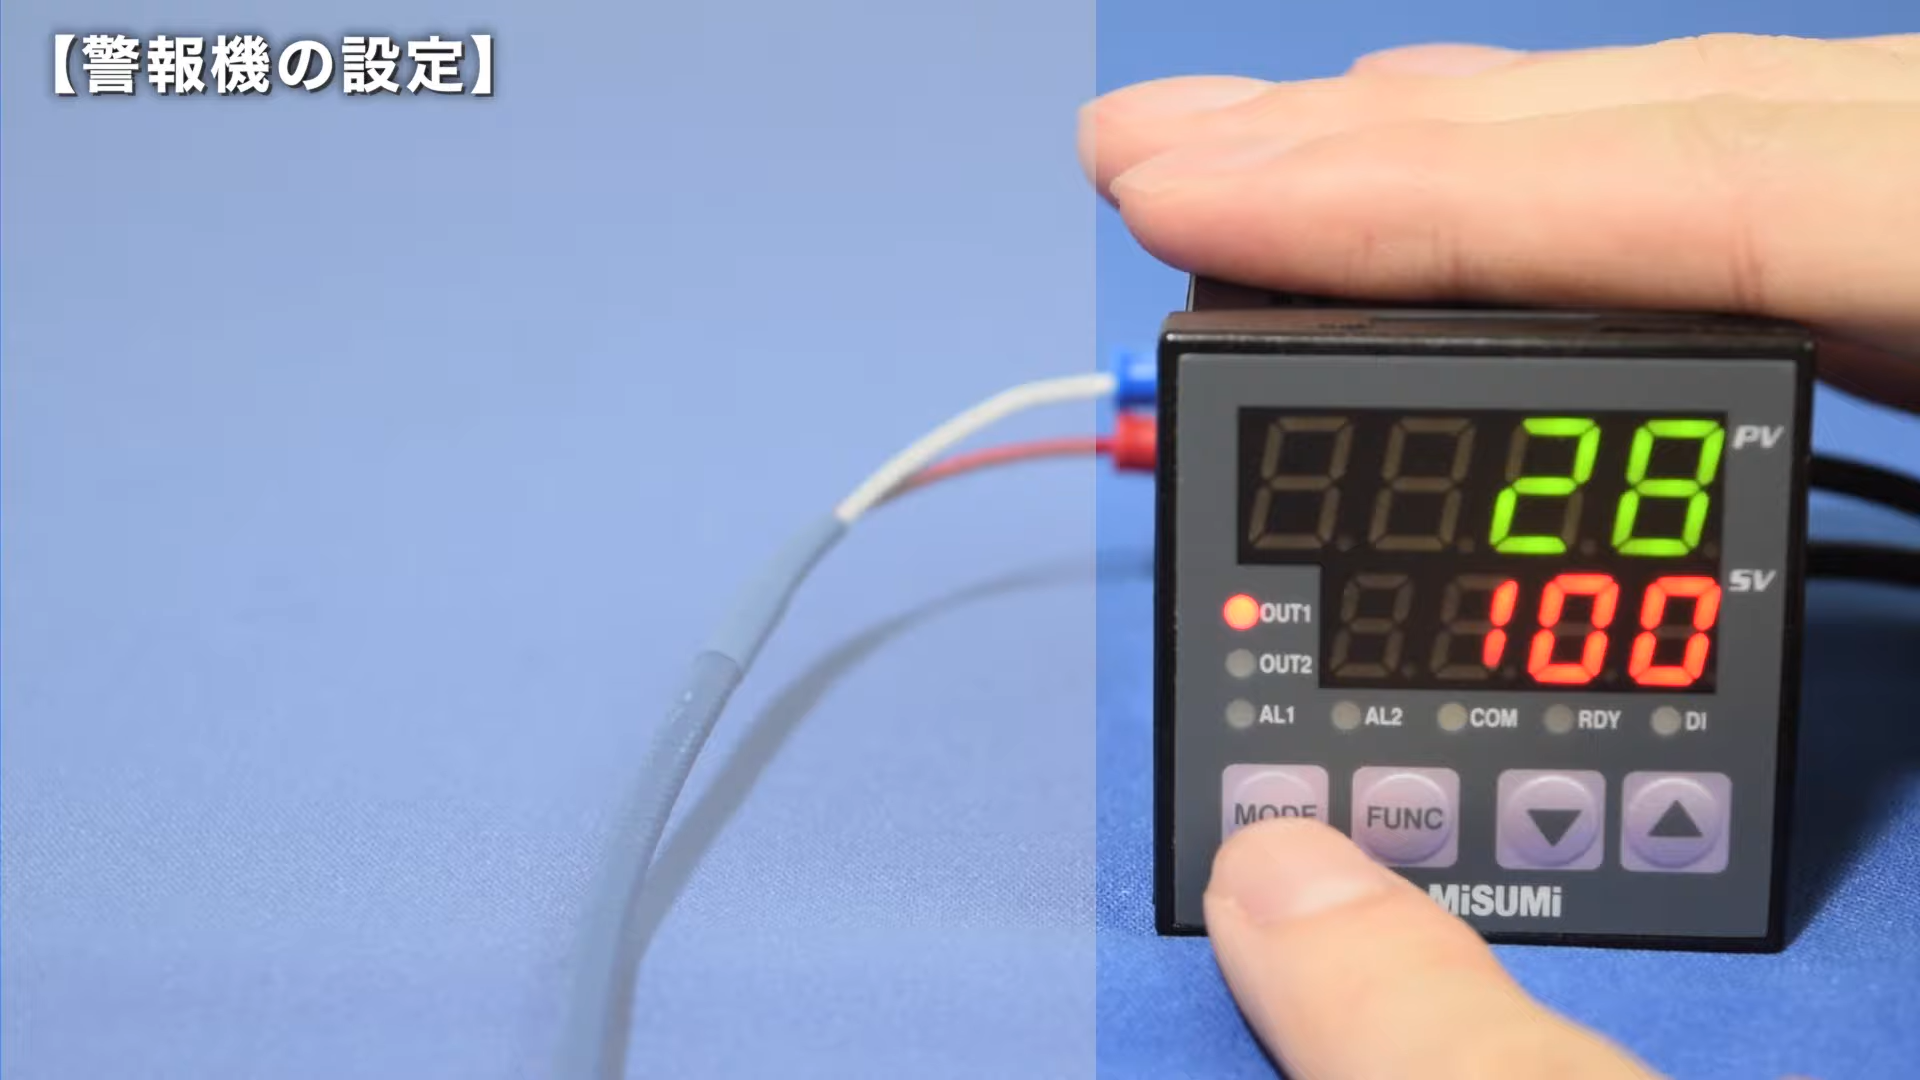 【警報機の設定】
28 PV
100 SV
OUT1
OUT2
AL1 AL2 COM RDY DI
MODE FUNC ▼ ▲
MiSUMi